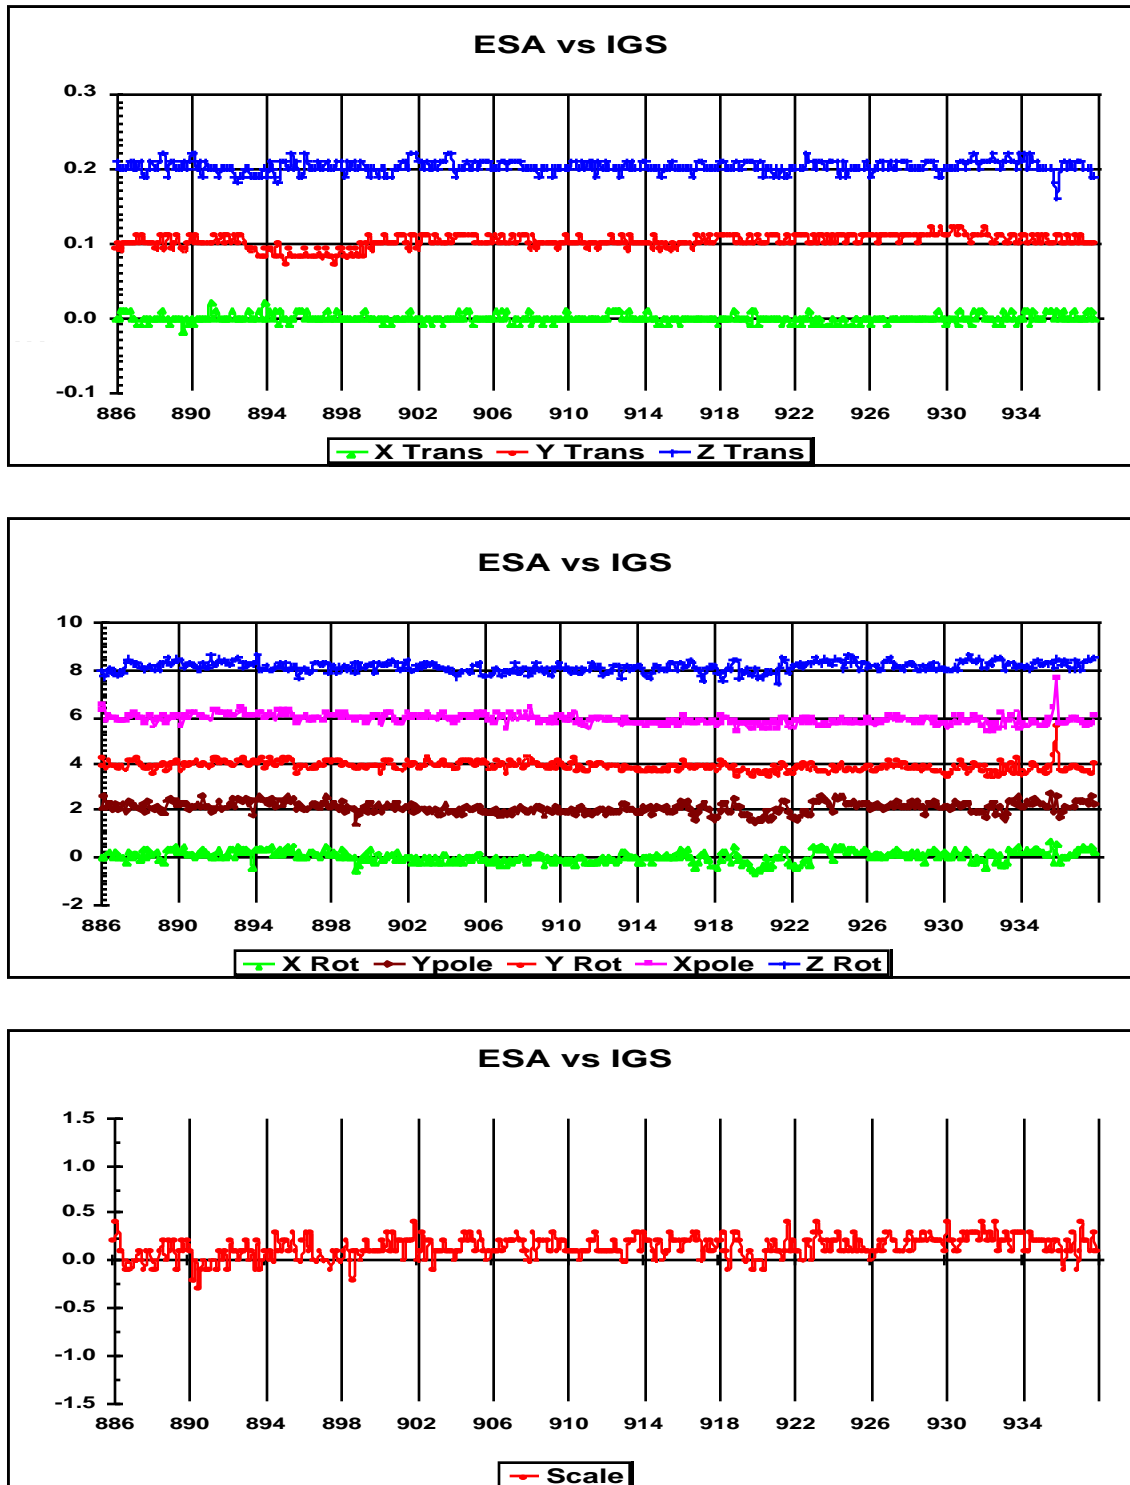 ESA vs IGS
0.3
0.2
0.1
0.0
-0.1
886 890 894 898 902 906 910 914 918 922 926 930 934
X Trans Y Trans Z Trans
ESA vs IGS
10
8
6
4
2
0
-2
886 890 894 898 902 906 910 914 918 922 926 930 934
X Rot Ypole Y Rot Xpole Z Rot
ESA vs IGS
1.5
1.0
0.5
0.0
-0.5
-1.0
-1.5
886 890 894 898 902 906 910 914 918 922 926 930 934
Scale